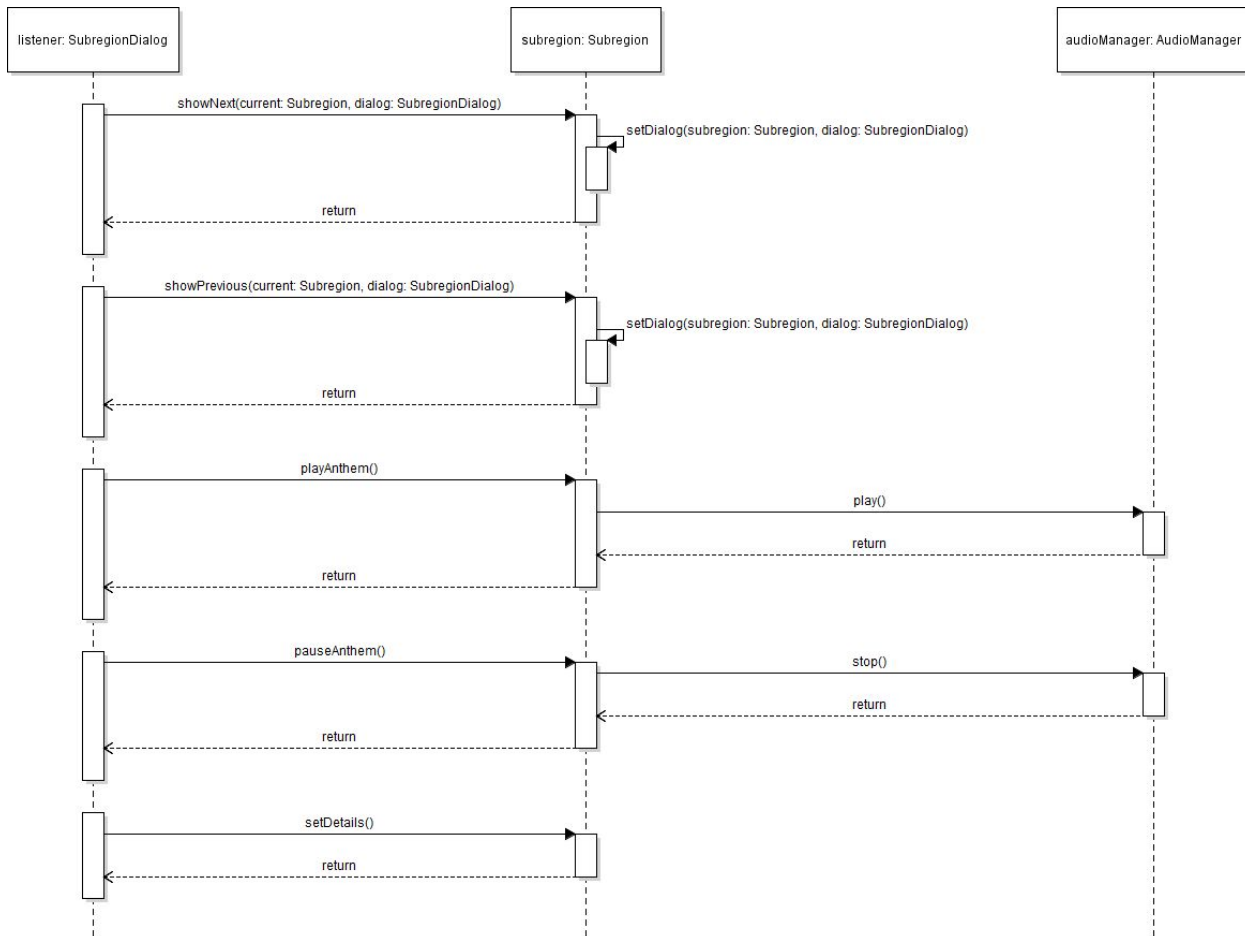 listener: SubregionDialog
subregion: Subregion
audioManager: AudioManager
showNext(current: Subregion, dialog: SubregionDialog)
setDialog(subregion: Subregion, dialog: SubregionDialog)
return
showPrevious(current: Subregion, dialog: SubregionDialog)
setDialog(subregion: Subregion, dialog: SubregionDialog)
return
playAnthem()
play()
return
return
pauseAnthem()
stop()
return
return
setDetails()
return